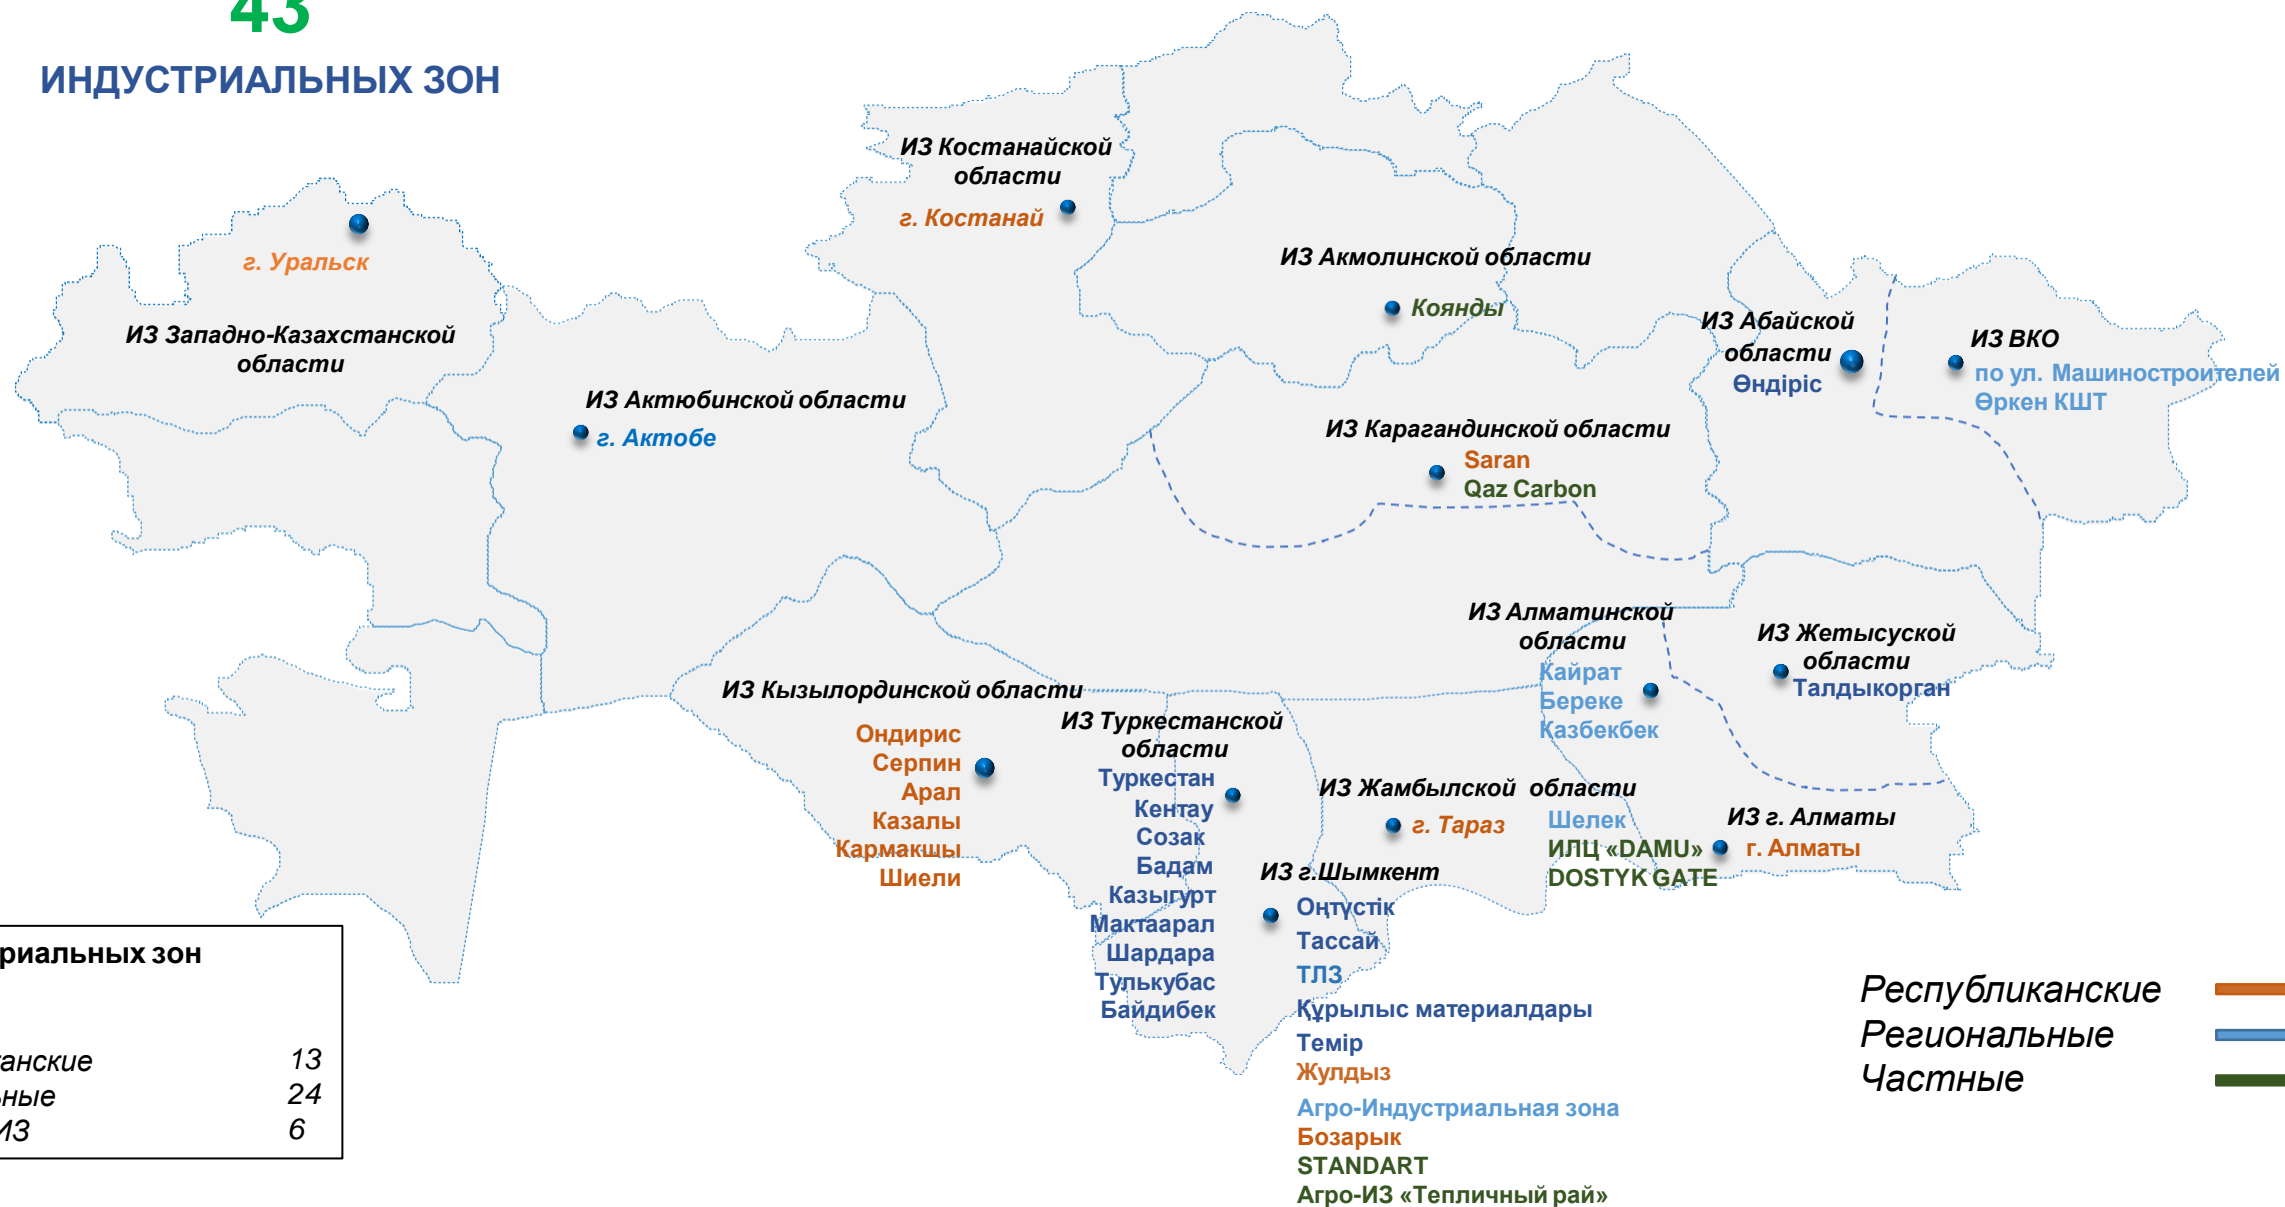 43
ИНДУСТРИАЛЬНЫХ ЗОН
ИЗ Костанайской
области
г. Костанай
г. Уральск
ИЗ Западно-Казахстанской
области
ИЗ Акмолинской области
Коянды
ИЗ Абайской
области
Өндіріс
ИЗ ВКО
по ул. Машиностроителей
Өркен КШТ
ИЗ Актюбинской области
г. Актобе
ИЗ Карагандинской области
Saran
Qaz Carbon
ИЗ Алматинской
области
Кайрат
Береке
Казбекбек
Шелек
ИЛЦ «DAMU»
DOSTYK GATE
ИЗ Жетысуской
области
Талдыкорган
ИЗ Кызылординской области
Ондирис
Серпин
Арал
Казалы
Кармакшы
Шиели
ИЗ Туркестанской
области
Туркестан
Кентау
Созак
Бадам
Казыгурт
Мактаарал
Шардара
Тулькубас
Байдибек
ИЗ Жамбылской области
г. Тараз
ИЗ г. Алматы
г. Алматы
ИЗ г.Шымкент
Оңтүстік
Тассай
ТЛЗ
Құрылыс материалдары
Темір
Жулдыз
Агро-Индустриальная зона
Бозарык
STANDART
Агро-ИЗ «Тепличный рай»
риальных зон
анские 13
ьные 24
ИЗ 6
Республиканские
Региональные
Частные